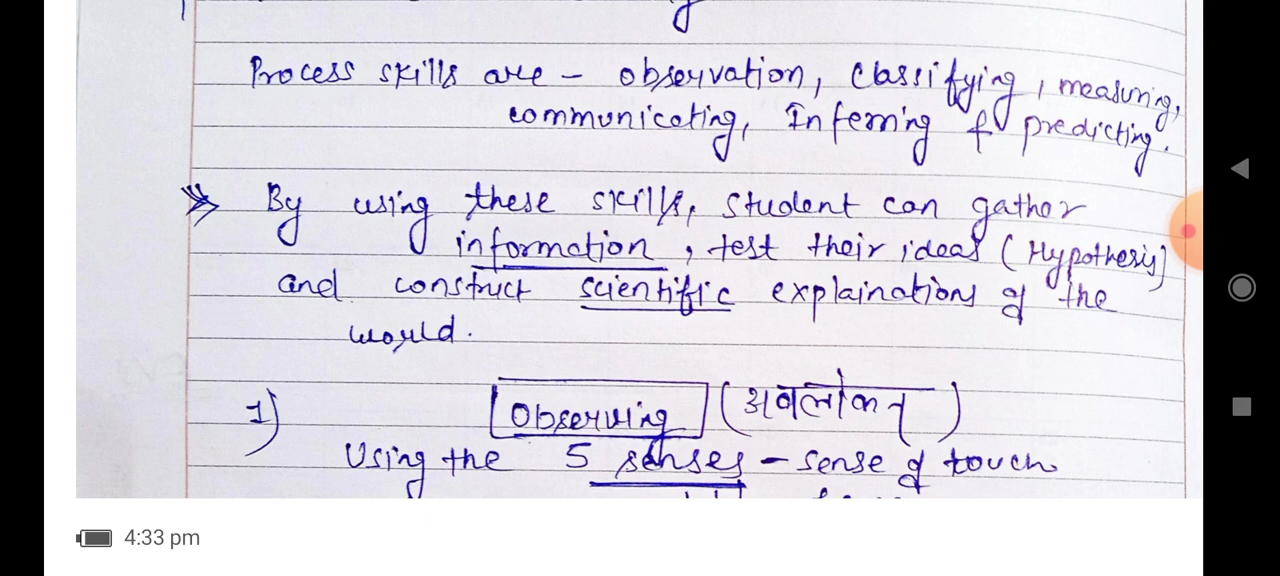 Process skills are - observation, classifying, measuring,
communicating, Inferring & predicting.
By using these skills, student can gather
information, test their ideas (Hypothesis)
and construct scientific explainations of the
world.
1) Observing (अवलोकन)
Using the 5 senses - sense of touch
4:33 pm